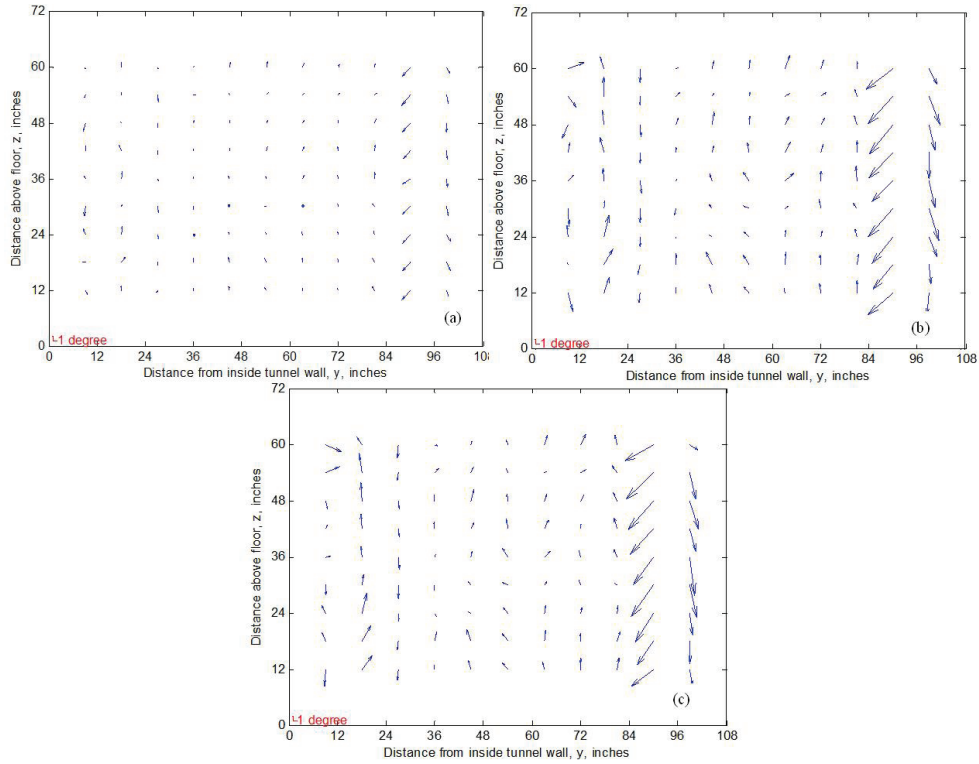 72
60
48
36
24
12
0
Distance above floor, z, inches
(a)
1 degree
0 12 24 36 48 60 72 84 96 108
Distance from inside tunnel wall, y, inches
72
60
48
36
24
12
0
Distance above floor, z, inches
(b)
1 degree
0 12 24 36 48 60 72 84 96 108
Distance from inside tunnel wall, y, inches
72
60
48
36
24
12
0
Distance above floor, z, inches
(c)
1 degree
0 12 24 36 48 60 72 84 96 108
Distance from inside tunnel wall, y, inches